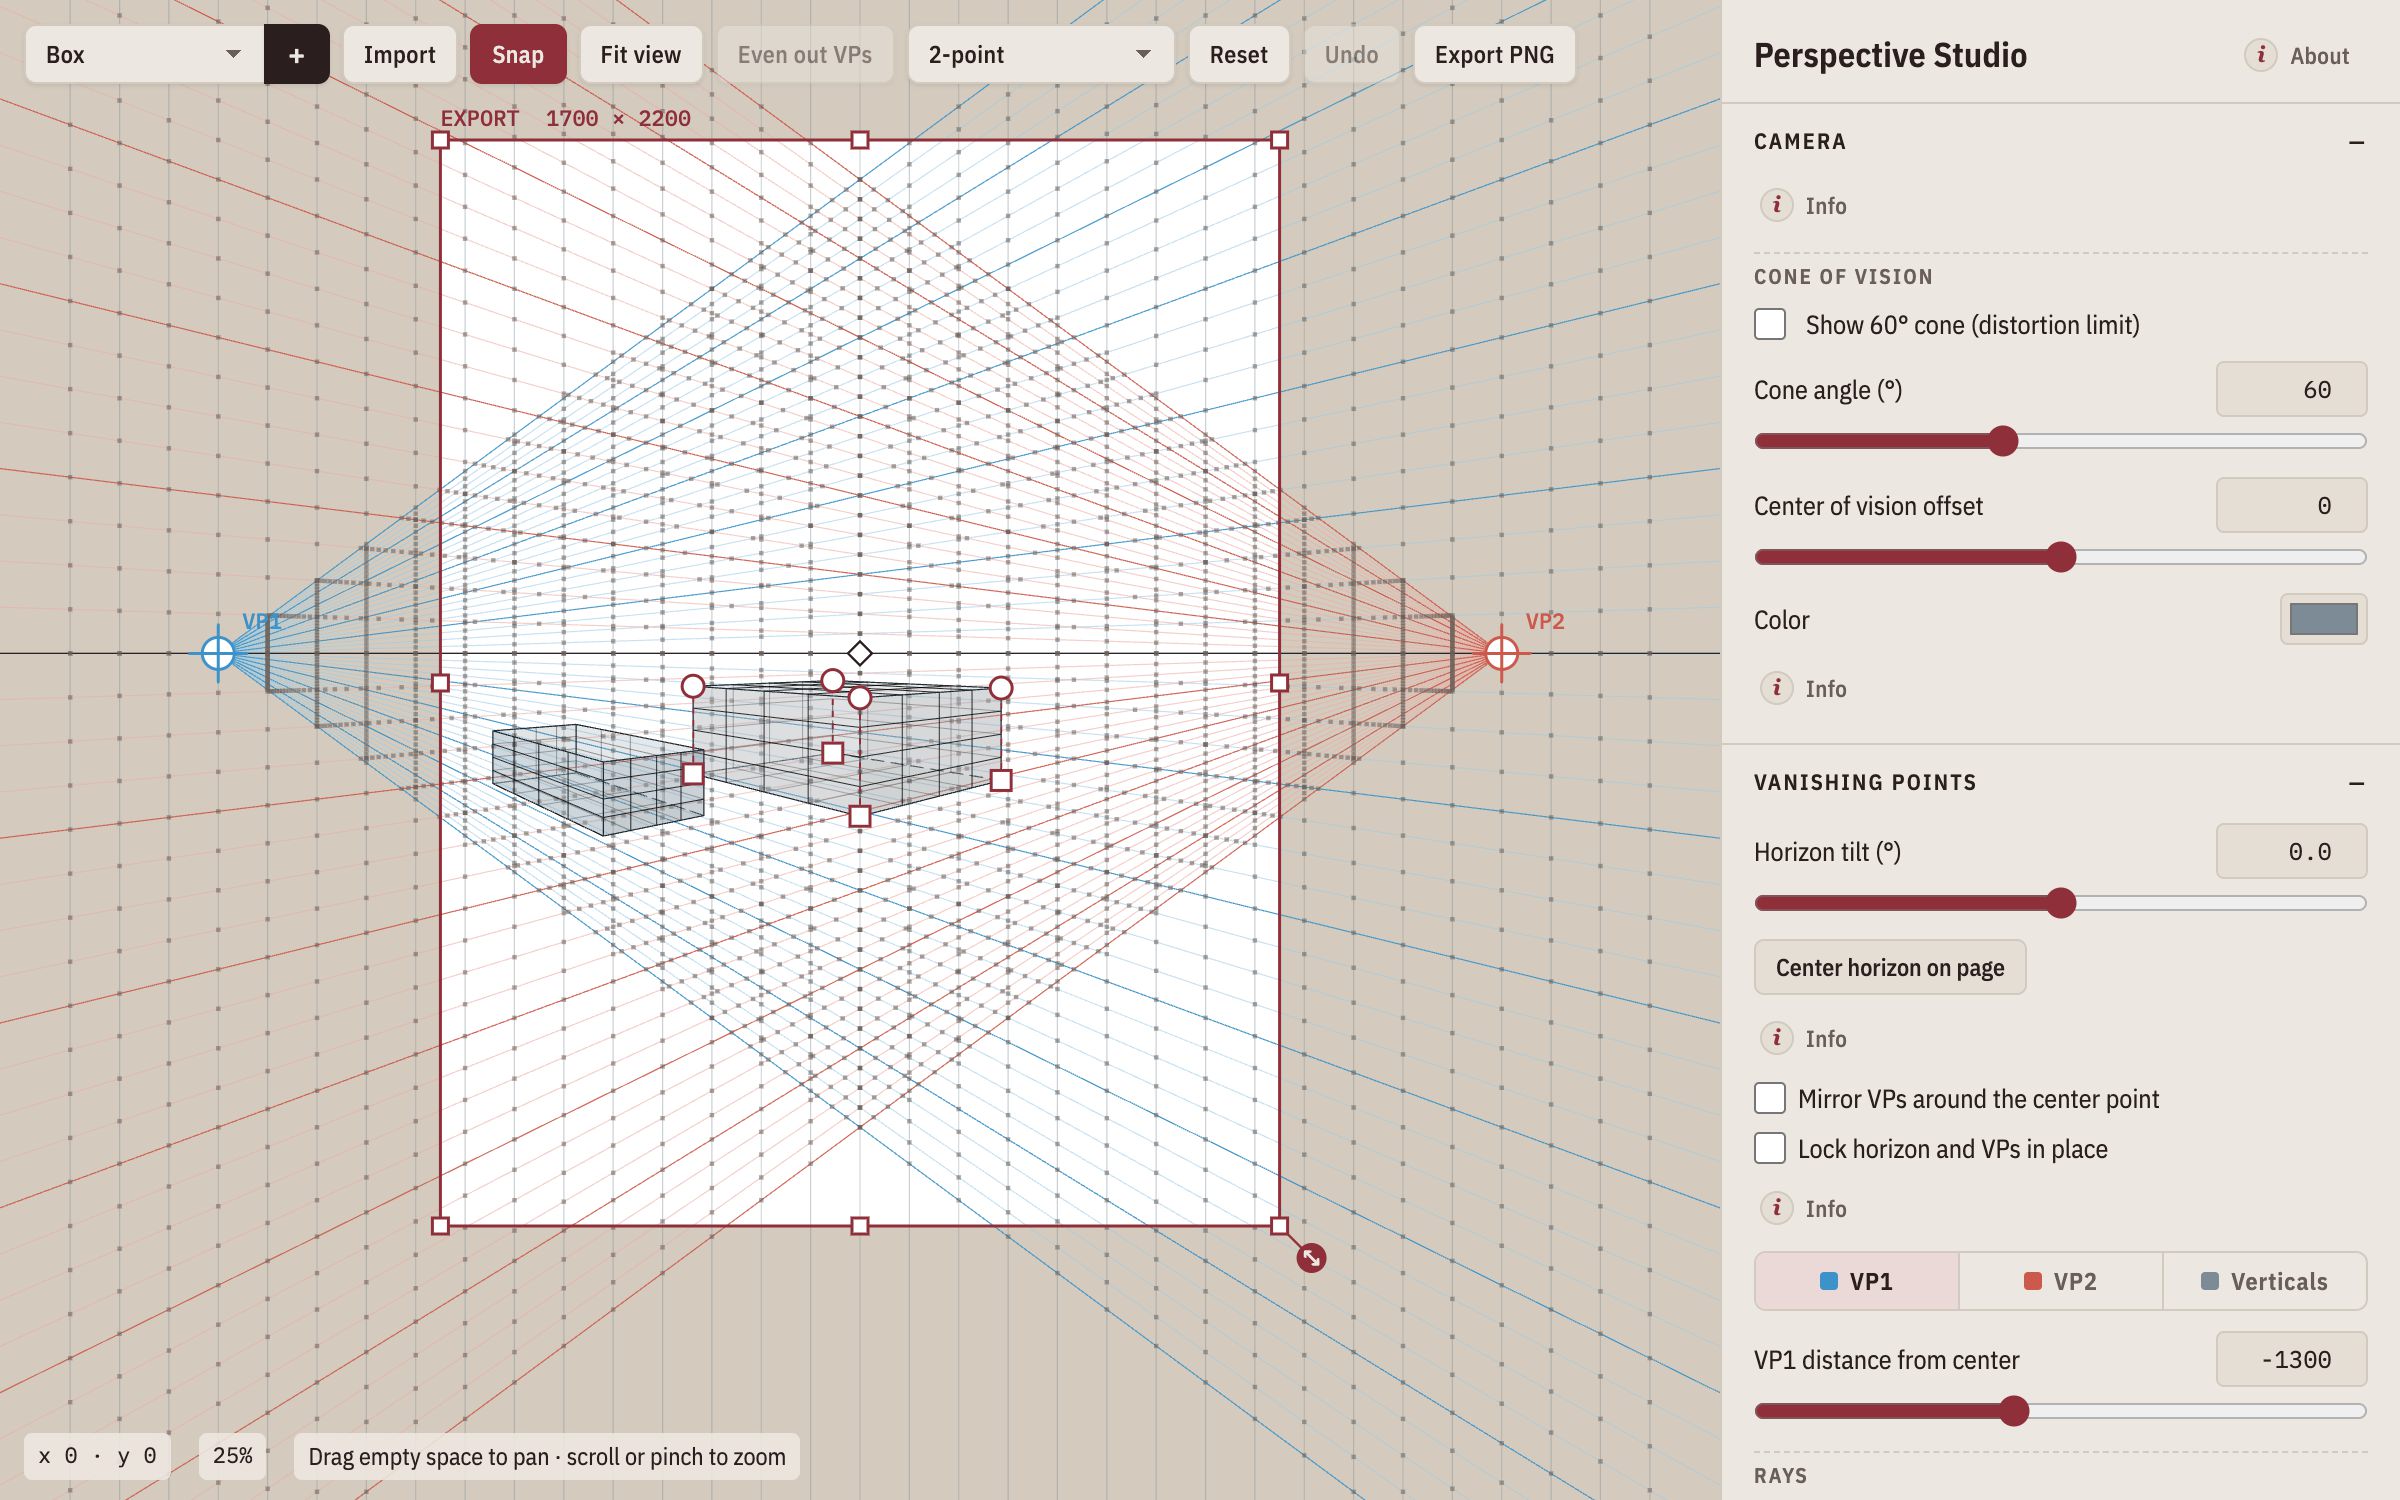 Box
+
Import
Snap
Fit view
Even out VPs
2-point
Reset
Undo
Export PNG
EXPORT 1700 × 2200
VP1
VP2
x 0 · y 0
25%
Drag empty space to pan · scroll or pinch to zoom
Perspective Studio
i About
CAMERA –
i Info
CONE OF VISION
Show 60° cone (distortion limit)
Cone angle (°) 60
Center of vision offset 0
Color
i Info
VANISHING POINTS –
Horizon tilt (°) 0.0
Center horizon on page
i Info
Mirror VPs around the center point
Lock horizon and VPs in place
i Info
VP1 VP2 Verticals
VP1 distance from center -1300
RAYS